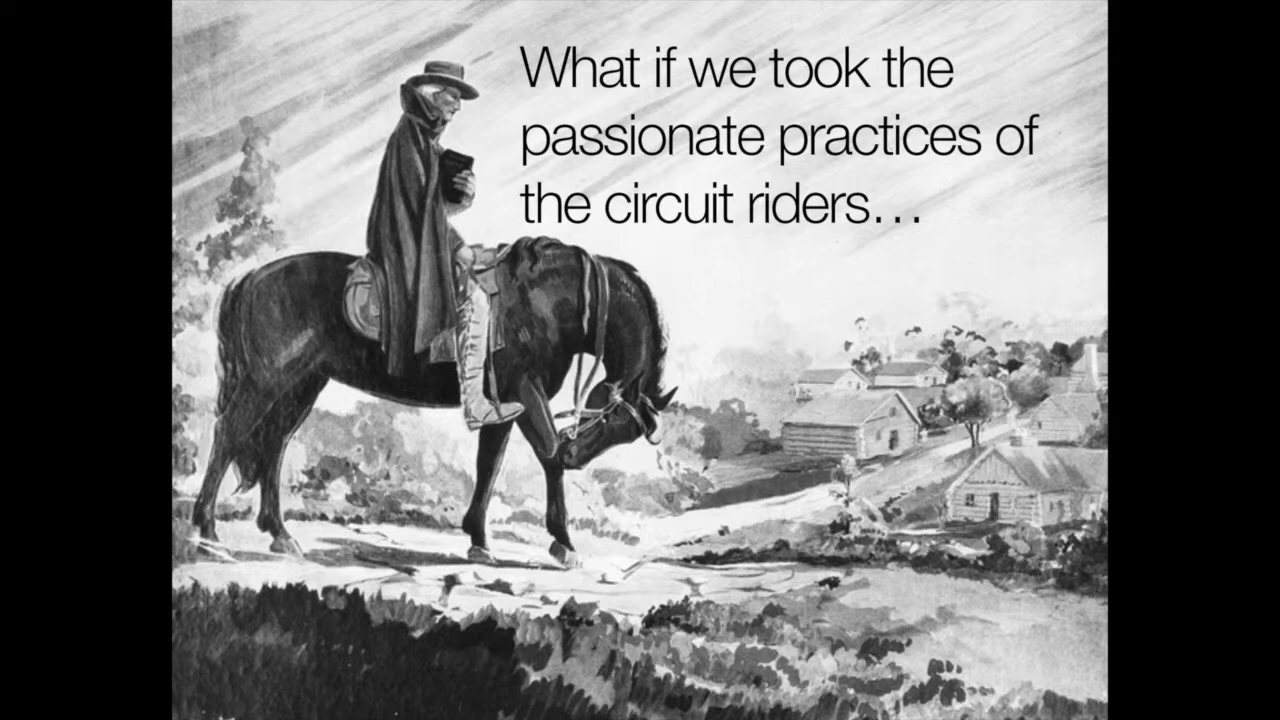 What if we took the
passionate practices of
the circuit riders…